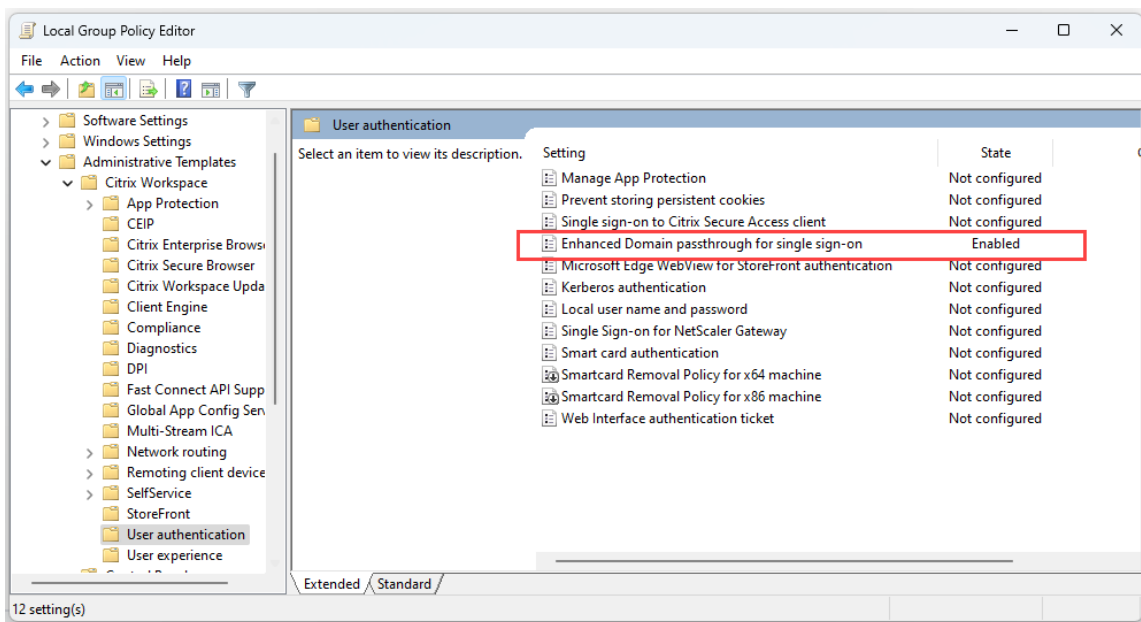 Local Group Policy Editor
File Action View Help
Software Settings
Windows Settings
Administrative Templates
Citrix Workspace
App Protection
CEIP
Citrix Enterprise Browse
Citrix Secure Browser
Citrix Workspace Upda
Client Engine
Compliance
Diagnostics
DPI
Fast Connect API Supp
Global App Config Serv
Multi-Stream ICA
Network routing
Remoting client device
SelfService
StoreFront
User authentication
User experience
User authentication
Select an item to view its description.
Setting State
Manage App Protection Not configured
Prevent storing persistent cookies Not configured
Single sign-on to Citrix Secure Access client Not configured
Enhanced Domain passthrough for single sign-on Enabled
Microsoft Edge WebView for StoreFront authentication Not configured
Kerberos authentication Not configured
Local user name and password Not configured
Single Sign-on for NetScaler Gateway Not configured
Smart card authentication Not configured
Smartcard Removal Policy for x64 machine Not configured
Smartcard Removal Policy for x86 machine Not configured
Web Interface authentication ticket Not configured
Extended Standard
12 setting(s)